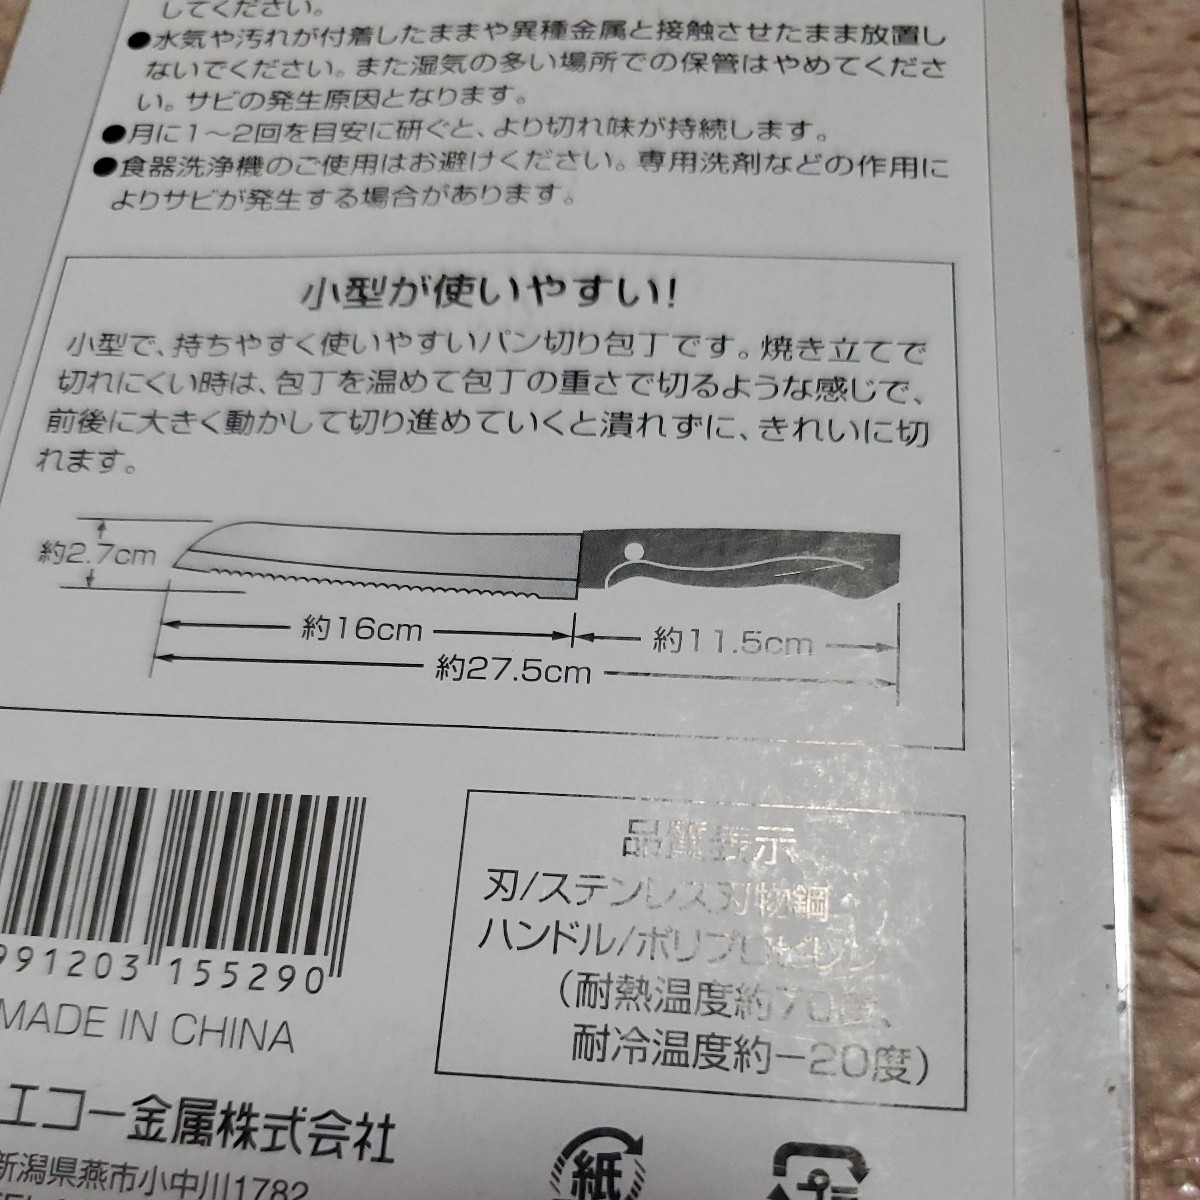 してください。
●水気や汚れが付着したままや異種金属と接触させたまま放置し
ないでください。また湿気の多い場所での保管はやめてくださ
い。サビの発生原因となります。
●月に1〜2回を目安に研ぐと、より切れ味が持続します。
●食器洗浄機のご使用はお避けください。専用洗剤などの作用に
よりサビが発生する場合があります。
小型が使いやすい!
小型で、持ちやすく使いやすいパン切り包丁です。焼き立てで
切れにくい時は、包丁を温めて包丁の重さで切るような感じで、
前後に大きく動かして切り進めていくと潰れずに、きれいに切
れます。
約2.7cm
約16cm
約11.5cm
約27.5cm
991203 155290
MADE IN CHINA
品質表示
刃/ステンレス刃物鋼
ハンドル/ポリプロピレン
(耐熱温度約70度、
耐冷温度約−20度)
エコー金属株式会社
新潟県燕市小中川1782
紙
プ